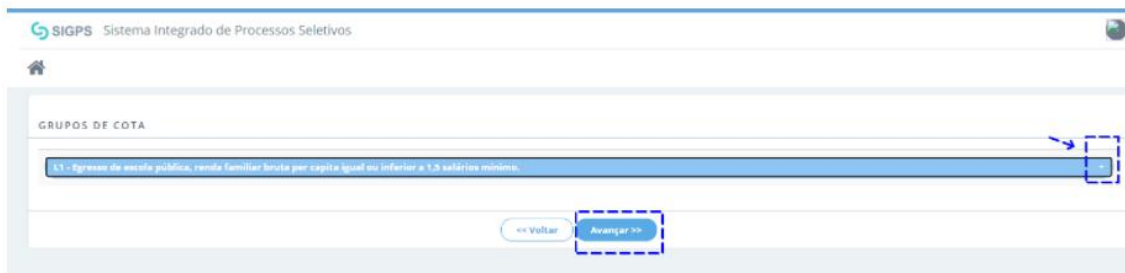 SIGPS Sistema Integrado de Processos Seletivos
GRUPOS DE COTA
L1 - Egresso de escola pública, renda familiar bruta per capita igual ou inferior a 1,5 salários mínimo.
<< Voltar
Avançar >>